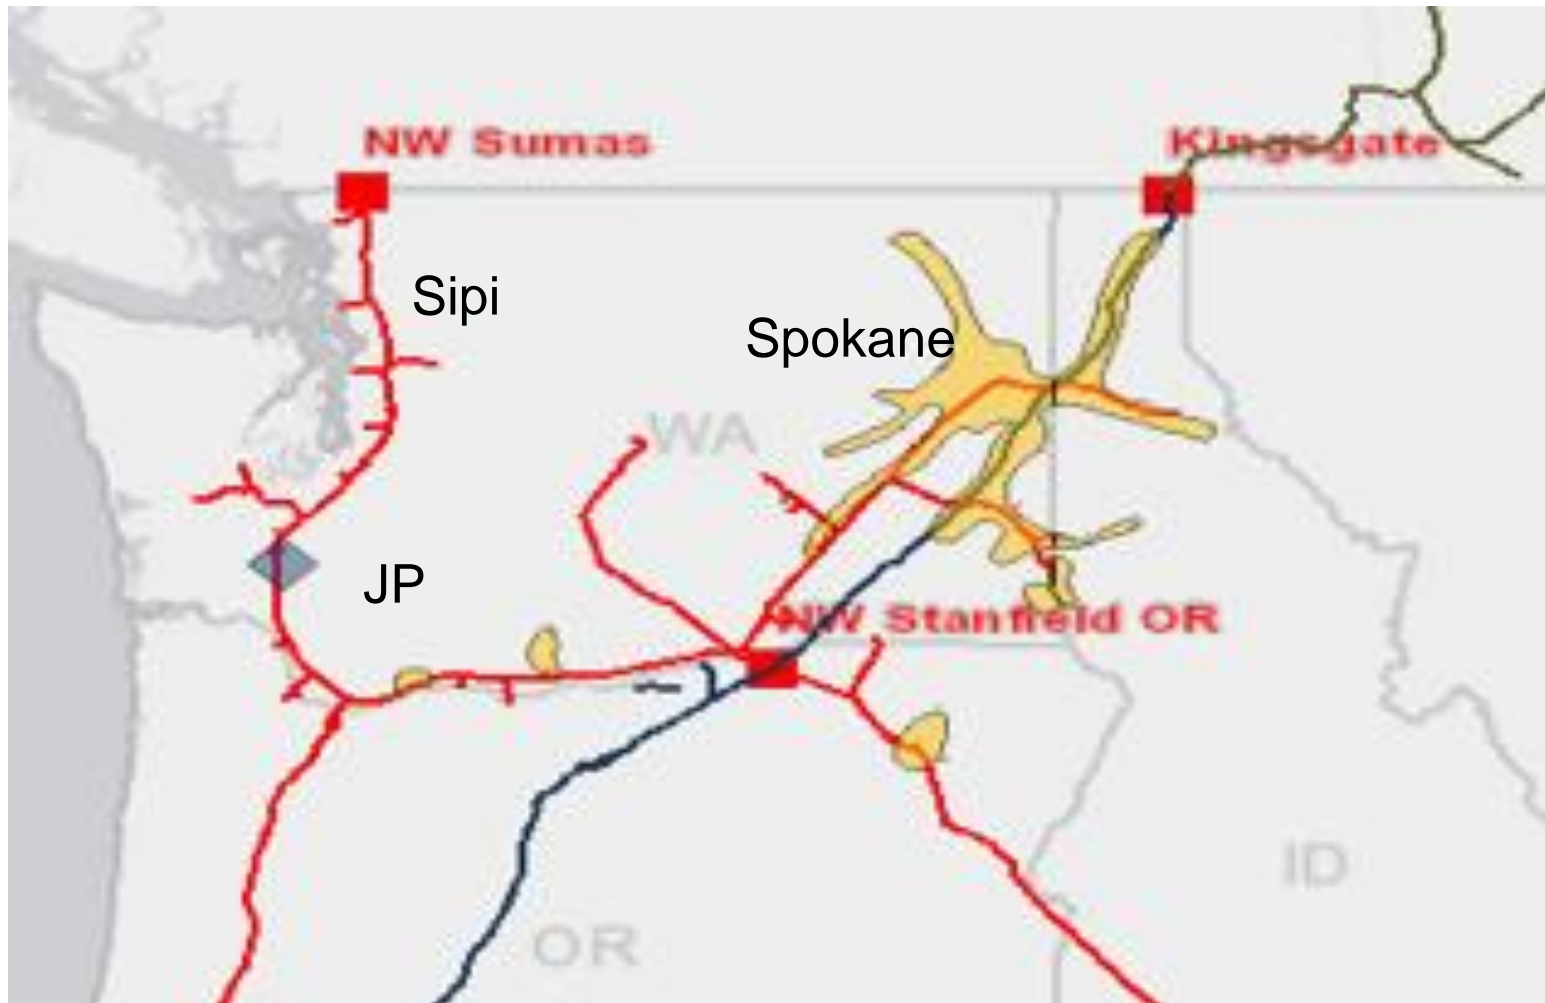 NW Sumas
Kingsgate
Sipi
Spokane
WA
JP
NW Stanfield OR
ID
OR